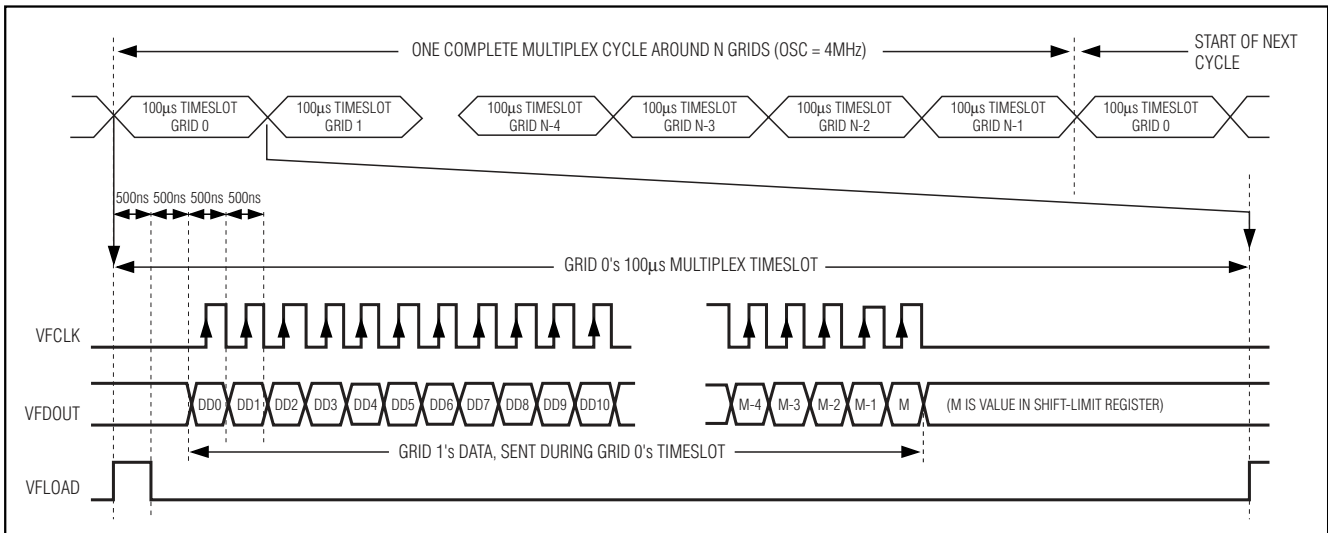 ONE COMPLETE MULTIPLEX CYCLE AROUND N GRIDS (OSC = 4MHz)
START OF NEXT
CYCLE
100μs TIMESLOT
GRID 0
100μs TIMESLOT
GRID 1
100μs TIMESLOT
GRID N-4
100μs TIMESLOT
GRID N-3
100μs TIMESLOT
GRID N-2
100μs TIMESLOT
GRID N-1
100μs TIMESLOT
GRID 0
500ns 500ns 500ns 500ns
GRID 0's 100μs MULTIPLEX TIMESLOT
VFCLK
VFDOUT
DD0 DD1 DD2 DD3 DD4 DD5 DD6 DD7 DD8 DD9 DD10 M-4 M-3 M-2 M-1 M (M IS VALUE IN SHIFT-LIMIT REGISTER)
GRID 1's DATA, SENT DURING GRID 0's TIMESLOT
VFLOAD